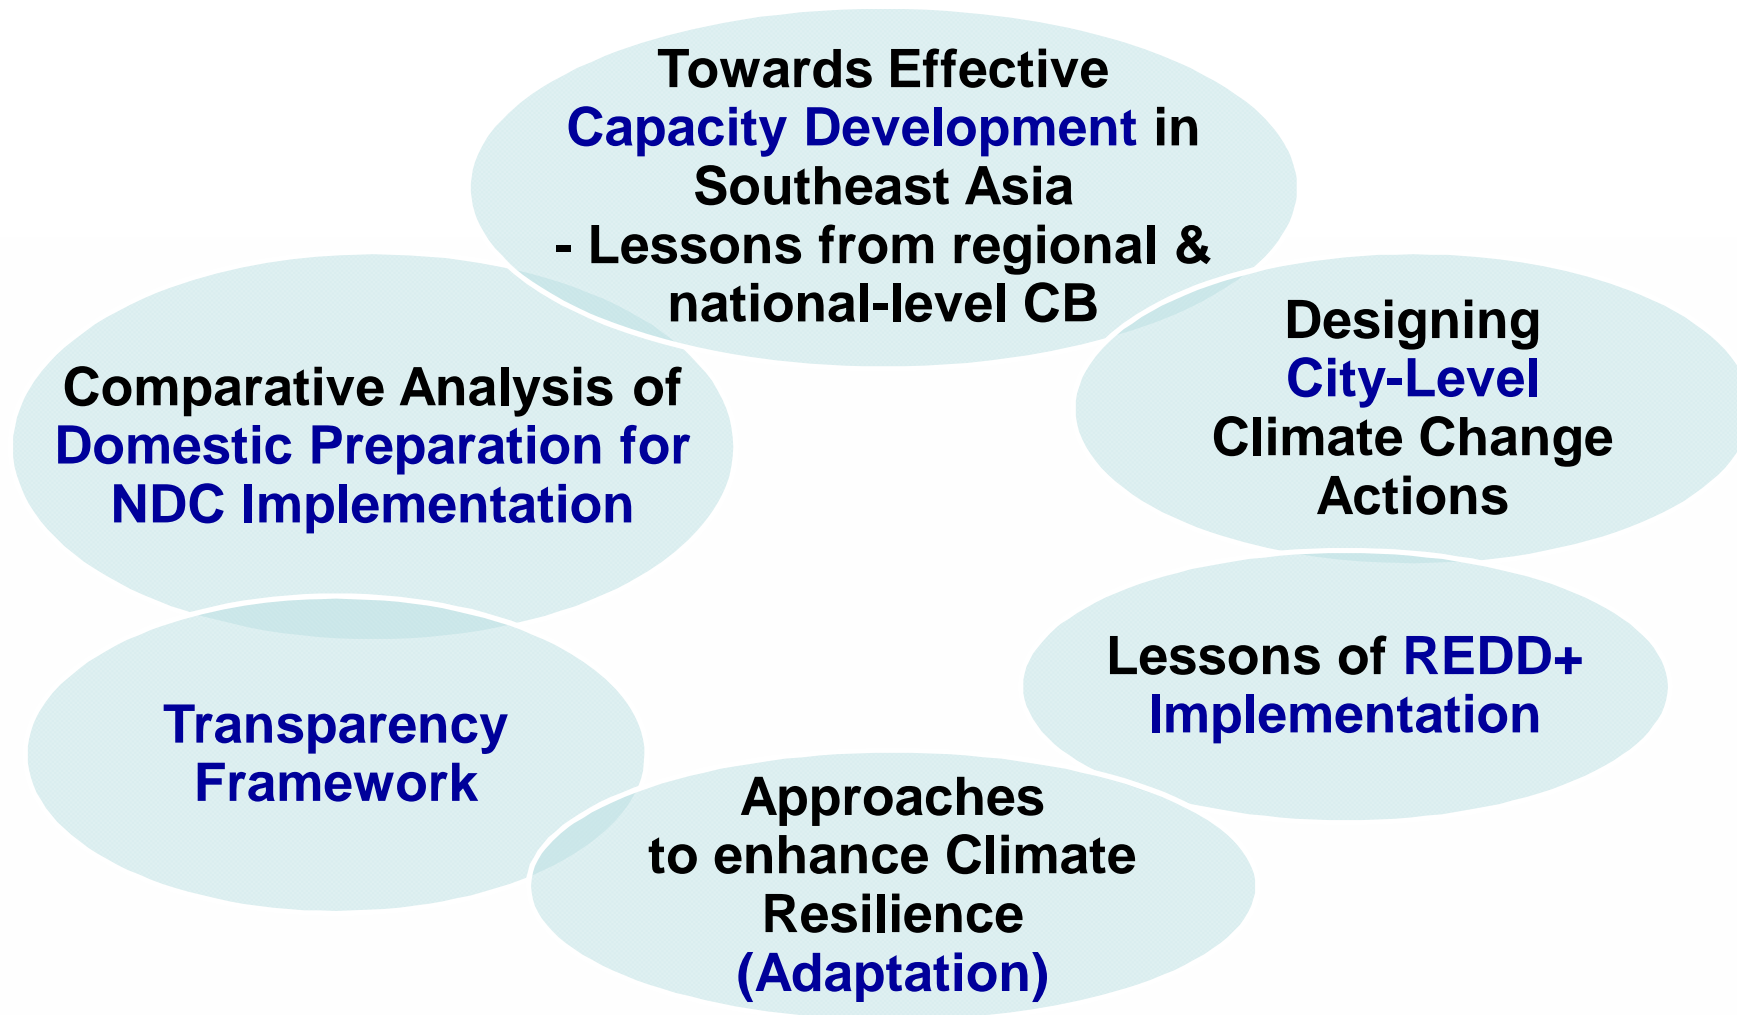 Towards Effective
Capacity Development in
Southeast Asia
- Lessons from regional &
national-level CB
Designing
City-Level
Climate Change
Actions
Lessons of REDD+
Implementation
Approaches
to enhance Climate
Resilience
(Adaptation)
Transparency
Framework
Comparative Analysis of
Domestic Preparation for
NDC Implementation